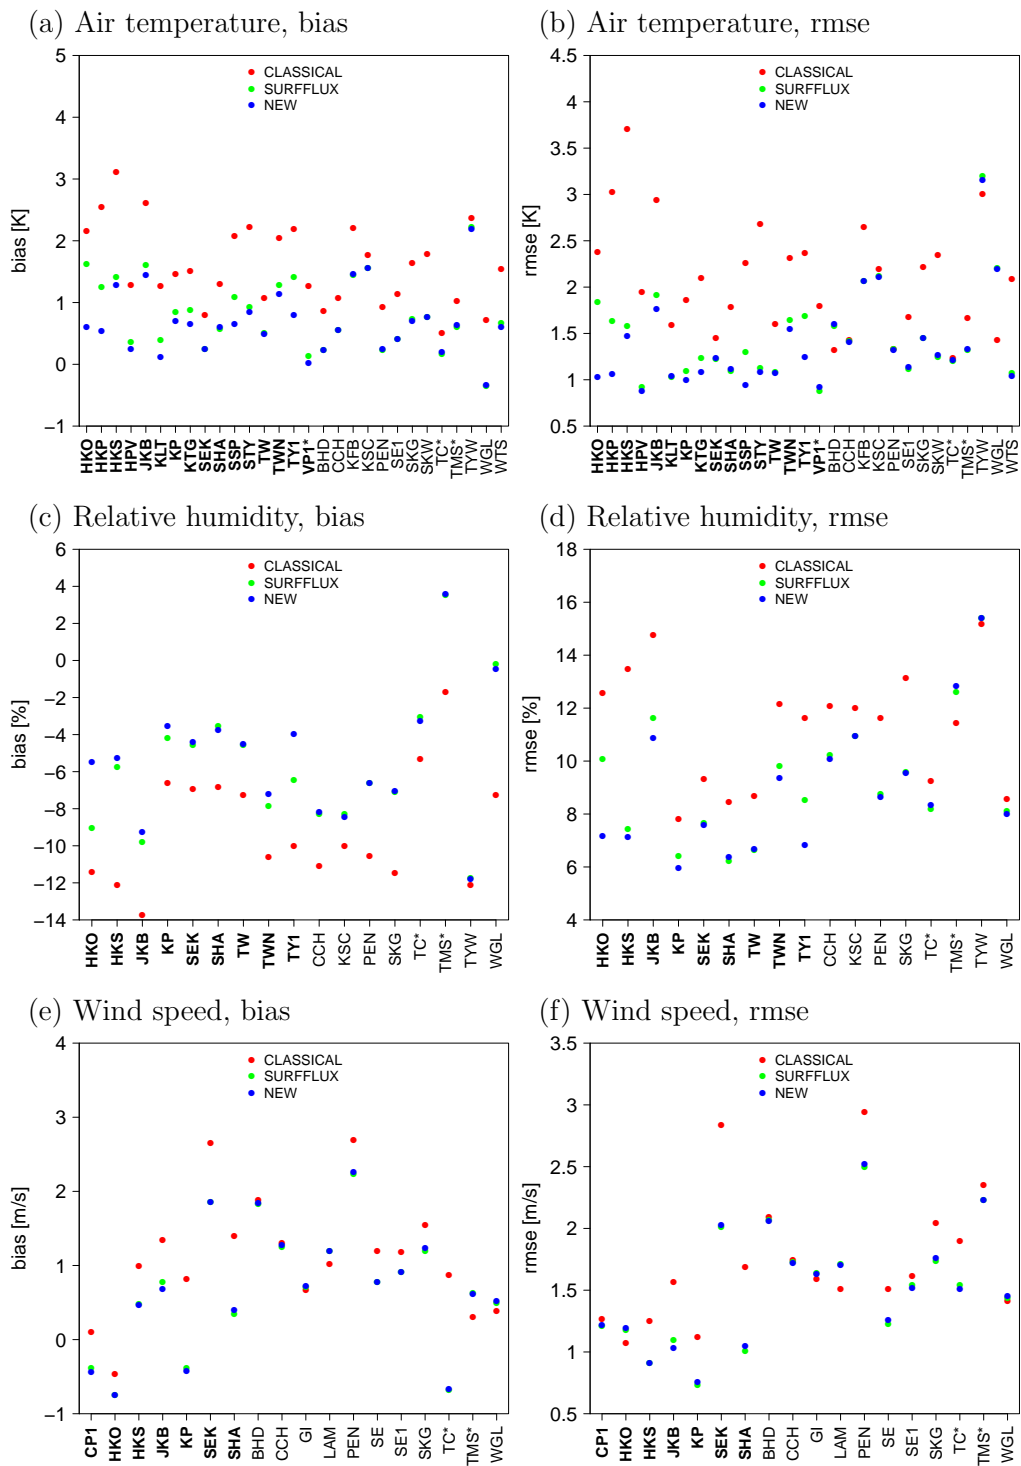 (a) Air temperature, bias
5
4
3
2
1
0
−1
bias [K]
CLASSICAL
SURFFLUX
NEW
HKO HKP HKS HPV JKB KLT KP KTG SEK SHA SSP STY TW TWN TY1 VP1* BHD CCH KFB KSC PEN SE1 SKG SKW TC* TMS* TYW WGL WTS
(b) Air temperature, rmse
4.5
4
3.5
3
2.5
2
1.5
1
0.5
rmse [K]
CLASSICAL
SURFFLUX
NEW
HKO HKP HKS HPV JKB KLT KP KTG SEK SHA SSP STY TW TWN TY1 VP1* BHD CCH KFB KSC PEN SE1 SKG SKW TC* TMS* TYW WGL WTS
(c) Relative humidity, bias
6
4
2
0
−2
−4
−6
−8
−10
−12
−14
bias [%]
CLASSICAL
SURFFLUX
NEW
HKO HKS JKB KP SEK SHA TW TWN TY1 CCH KSC PEN SKG TC* TMS* TYW WGL
(d) Relative humidity, rmse
18
16
14
12
10
8
6
4
rmse [%]
CLASSICAL
SURFFLUX
NEW
HKO HKS JKB KP SEK SHA TW TWN TY1 CCH KSC PEN SKG TC* TMS* TYW WGL
(e) Wind speed, bias
4
3
2
1
0
−1
bias [m/s]
CLASSICAL
SURFFLUX
NEW
CP1 HKO HKS JKB KP SEK SHA BHD CCH GI LAM PEN SE SE1 SKG TC* TMS* WGL
(f) Wind speed, rmse
3.5
3
2.5
2
1.5
1
0.5
rmse [m/s]
CLASSICAL
SURFFLUX
NEW
CP1 HKO HKS JKB KP SEK SHA BHD CCH GI LAM PEN SE SE1 SKG TC* TMS* WGL